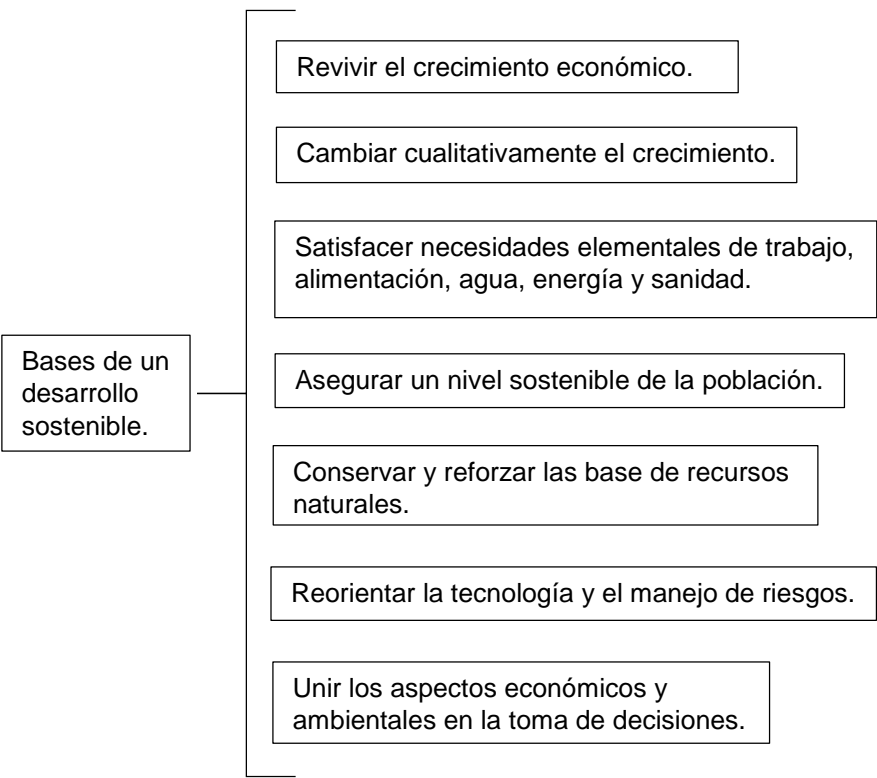 Revivir el crecimiento económico.
Cambiar cualitativamente el crecimiento.
Satisfacer necesidades elementales de trabajo,
alimentación, agua, energía y sanidad.
Bases de un
desarrollo
sostenible.
Asegurar un nivel sostenible de la población.
Conservar y reforzar las base de recursos
naturales.
Reorientar la tecnología y el manejo de riesgos.
Unir los aspectos económicos y
ambientales en la toma de decisiones.